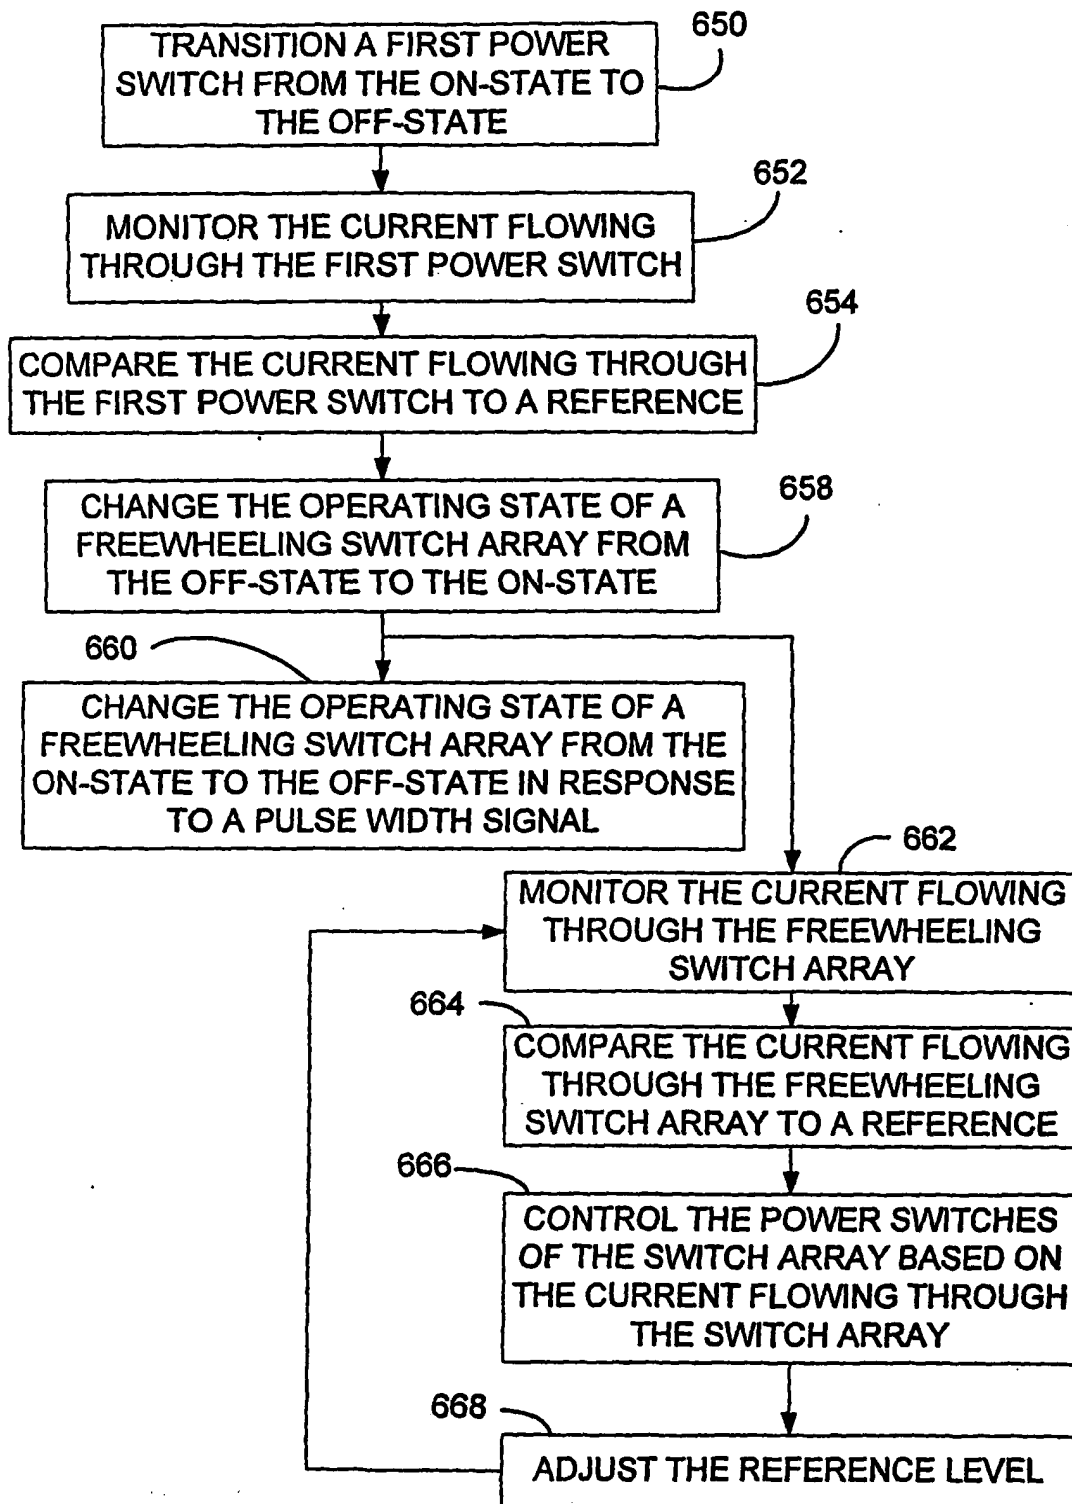 650
TRANSITION A FIRST POWER
SWITCH FROM THE ON-STATE TO
THE OFF-STATE
652
MONITOR THE CURRENT FLOWING
THROUGH THE FIRST POWER SWITCH
654
COMPARE THE CURRENT FLOWING THROUGH
THE FIRST POWER SWITCH TO A REFERENCE
658
CHANGE THE OPERATING STATE OF A
FREEWHEELING SWITCH ARRAY FROM
THE OFF-STATE TO THE ON-STATE
660
CHANGE THE OPERATING STATE OF A
FREEWHEELING SWITCH ARRAY FROM THE
ON-STATE TO THE OFF-STATE IN RESPONSE
TO A PULSE WIDTH SIGNAL
662
MONITOR THE CURRENT FLOWING
THROUGH THE FREEWHEELING
SWITCH ARRAY
664
COMPARE THE CURRENT FLOWING
THROUGH THE FREEWHEELING
SWITCH ARRAY TO A REFERENCE
666
CONTROL THE POWER SWITCHES
OF THE SWITCH ARRAY BASED ON
THE CURRENT FLOWING THROUGH
THE SWITCH ARRAY
668
ADJUST THE REFERENCE LEVEL